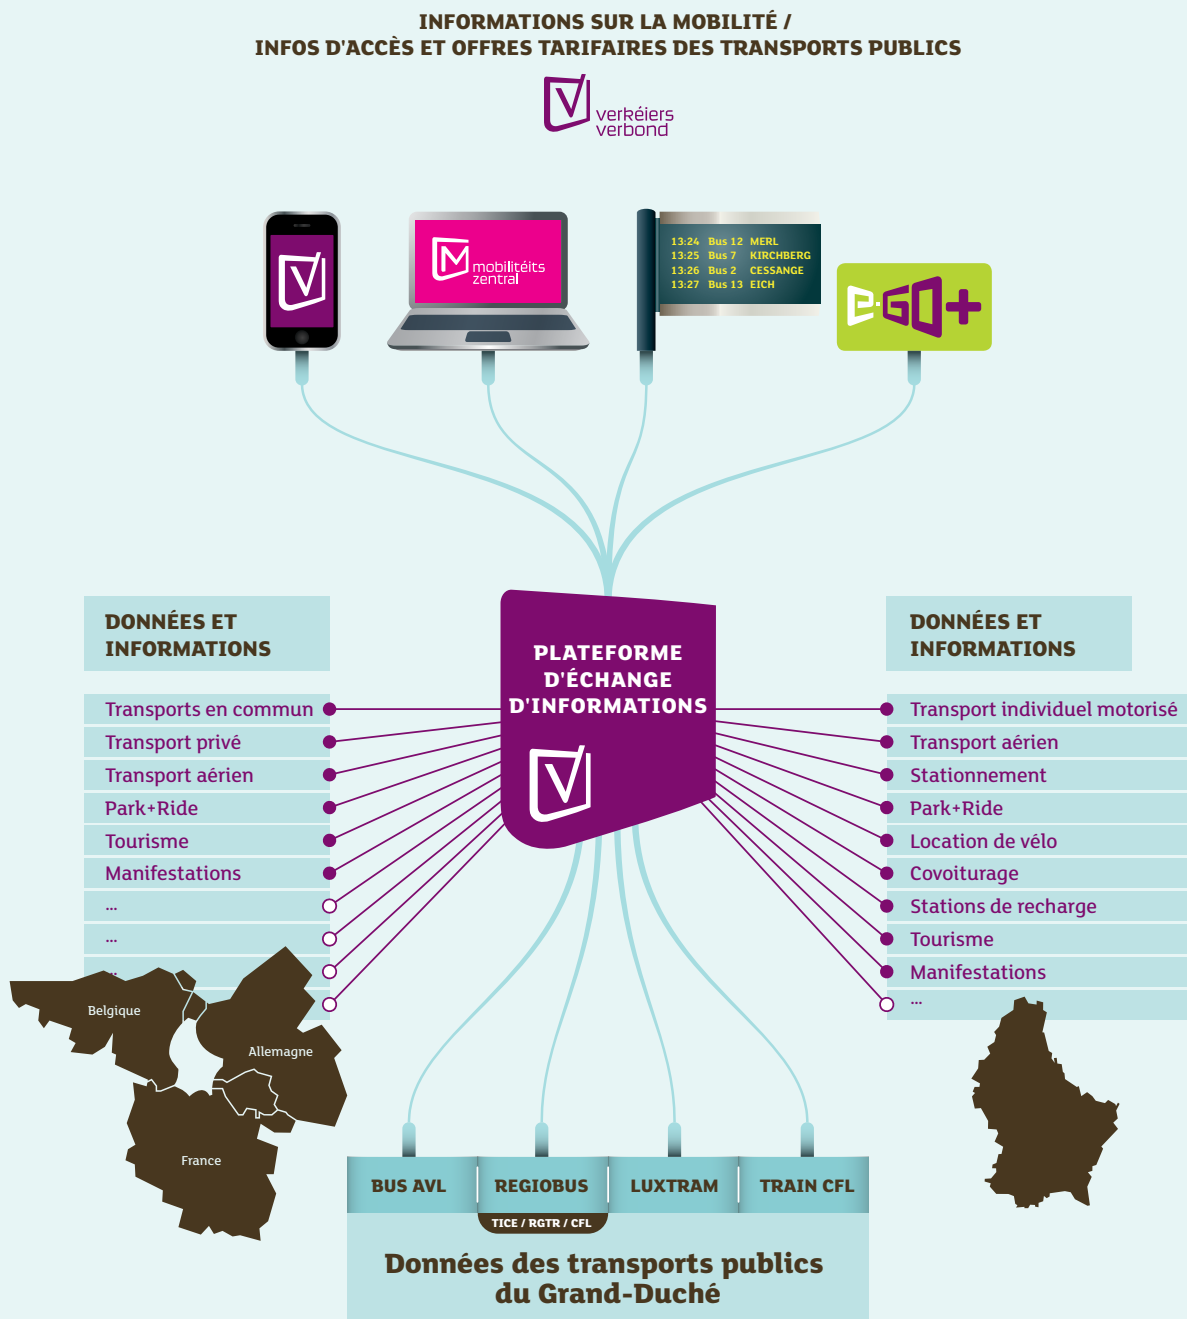 INFORMATIONS SUR LA MOBILITÉ /
INFOS D'ACCÈS ET OFFRES TARIFAIRES DES TRANSPORTS PUBLICS
verkéiers
verbond
mobilitéits
zentral
13:24 Bus 12 MERL
13:25 Bus 7 KIRCHBERG
13:26 Bus 2 CESSANGE
13:27 Bus 13 EICH
e-GO+
PLATEFORME
D'ÉCHANGE
D'INFORMATIONS
DONNÉES ET
INFORMATIONS
Transports en commun
Transport privé
Transport aérien
Park+Ride
Tourisme
Manifestations
...
...
...
Belgique
Allemagne
France
DONNÉES ET
INFORMATIONS
Transport individuel motorisé
Transport aérien
Stationnement
Park+Ride
Location de vélo
Covoiturage
Stations de recharge
Tourisme
Manifestations
...
BUS AVL
REGIOBUS
LUXTRAM
TRAIN CFL
TICE / RGTR / CFL
Données des transports publics
du Grand-Duché